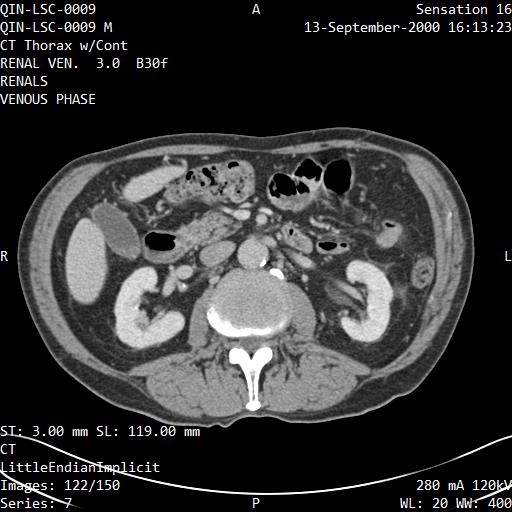 QIN-LSC-0009
A
Sensation 16
QIN-LSC-0009 M
13-September-2000 16:13:23
CT Thorax w/Cont
RENAL VEN.  3.0  B30f
RENALS
VENOUS PHASE
R
L
ST: 3.00 mm SL: 119.00 mm
CT
LittleEndianImplicit
Images: 122/150
280 mA 120kV
Series: 7
P
WL: 20 WW: 400